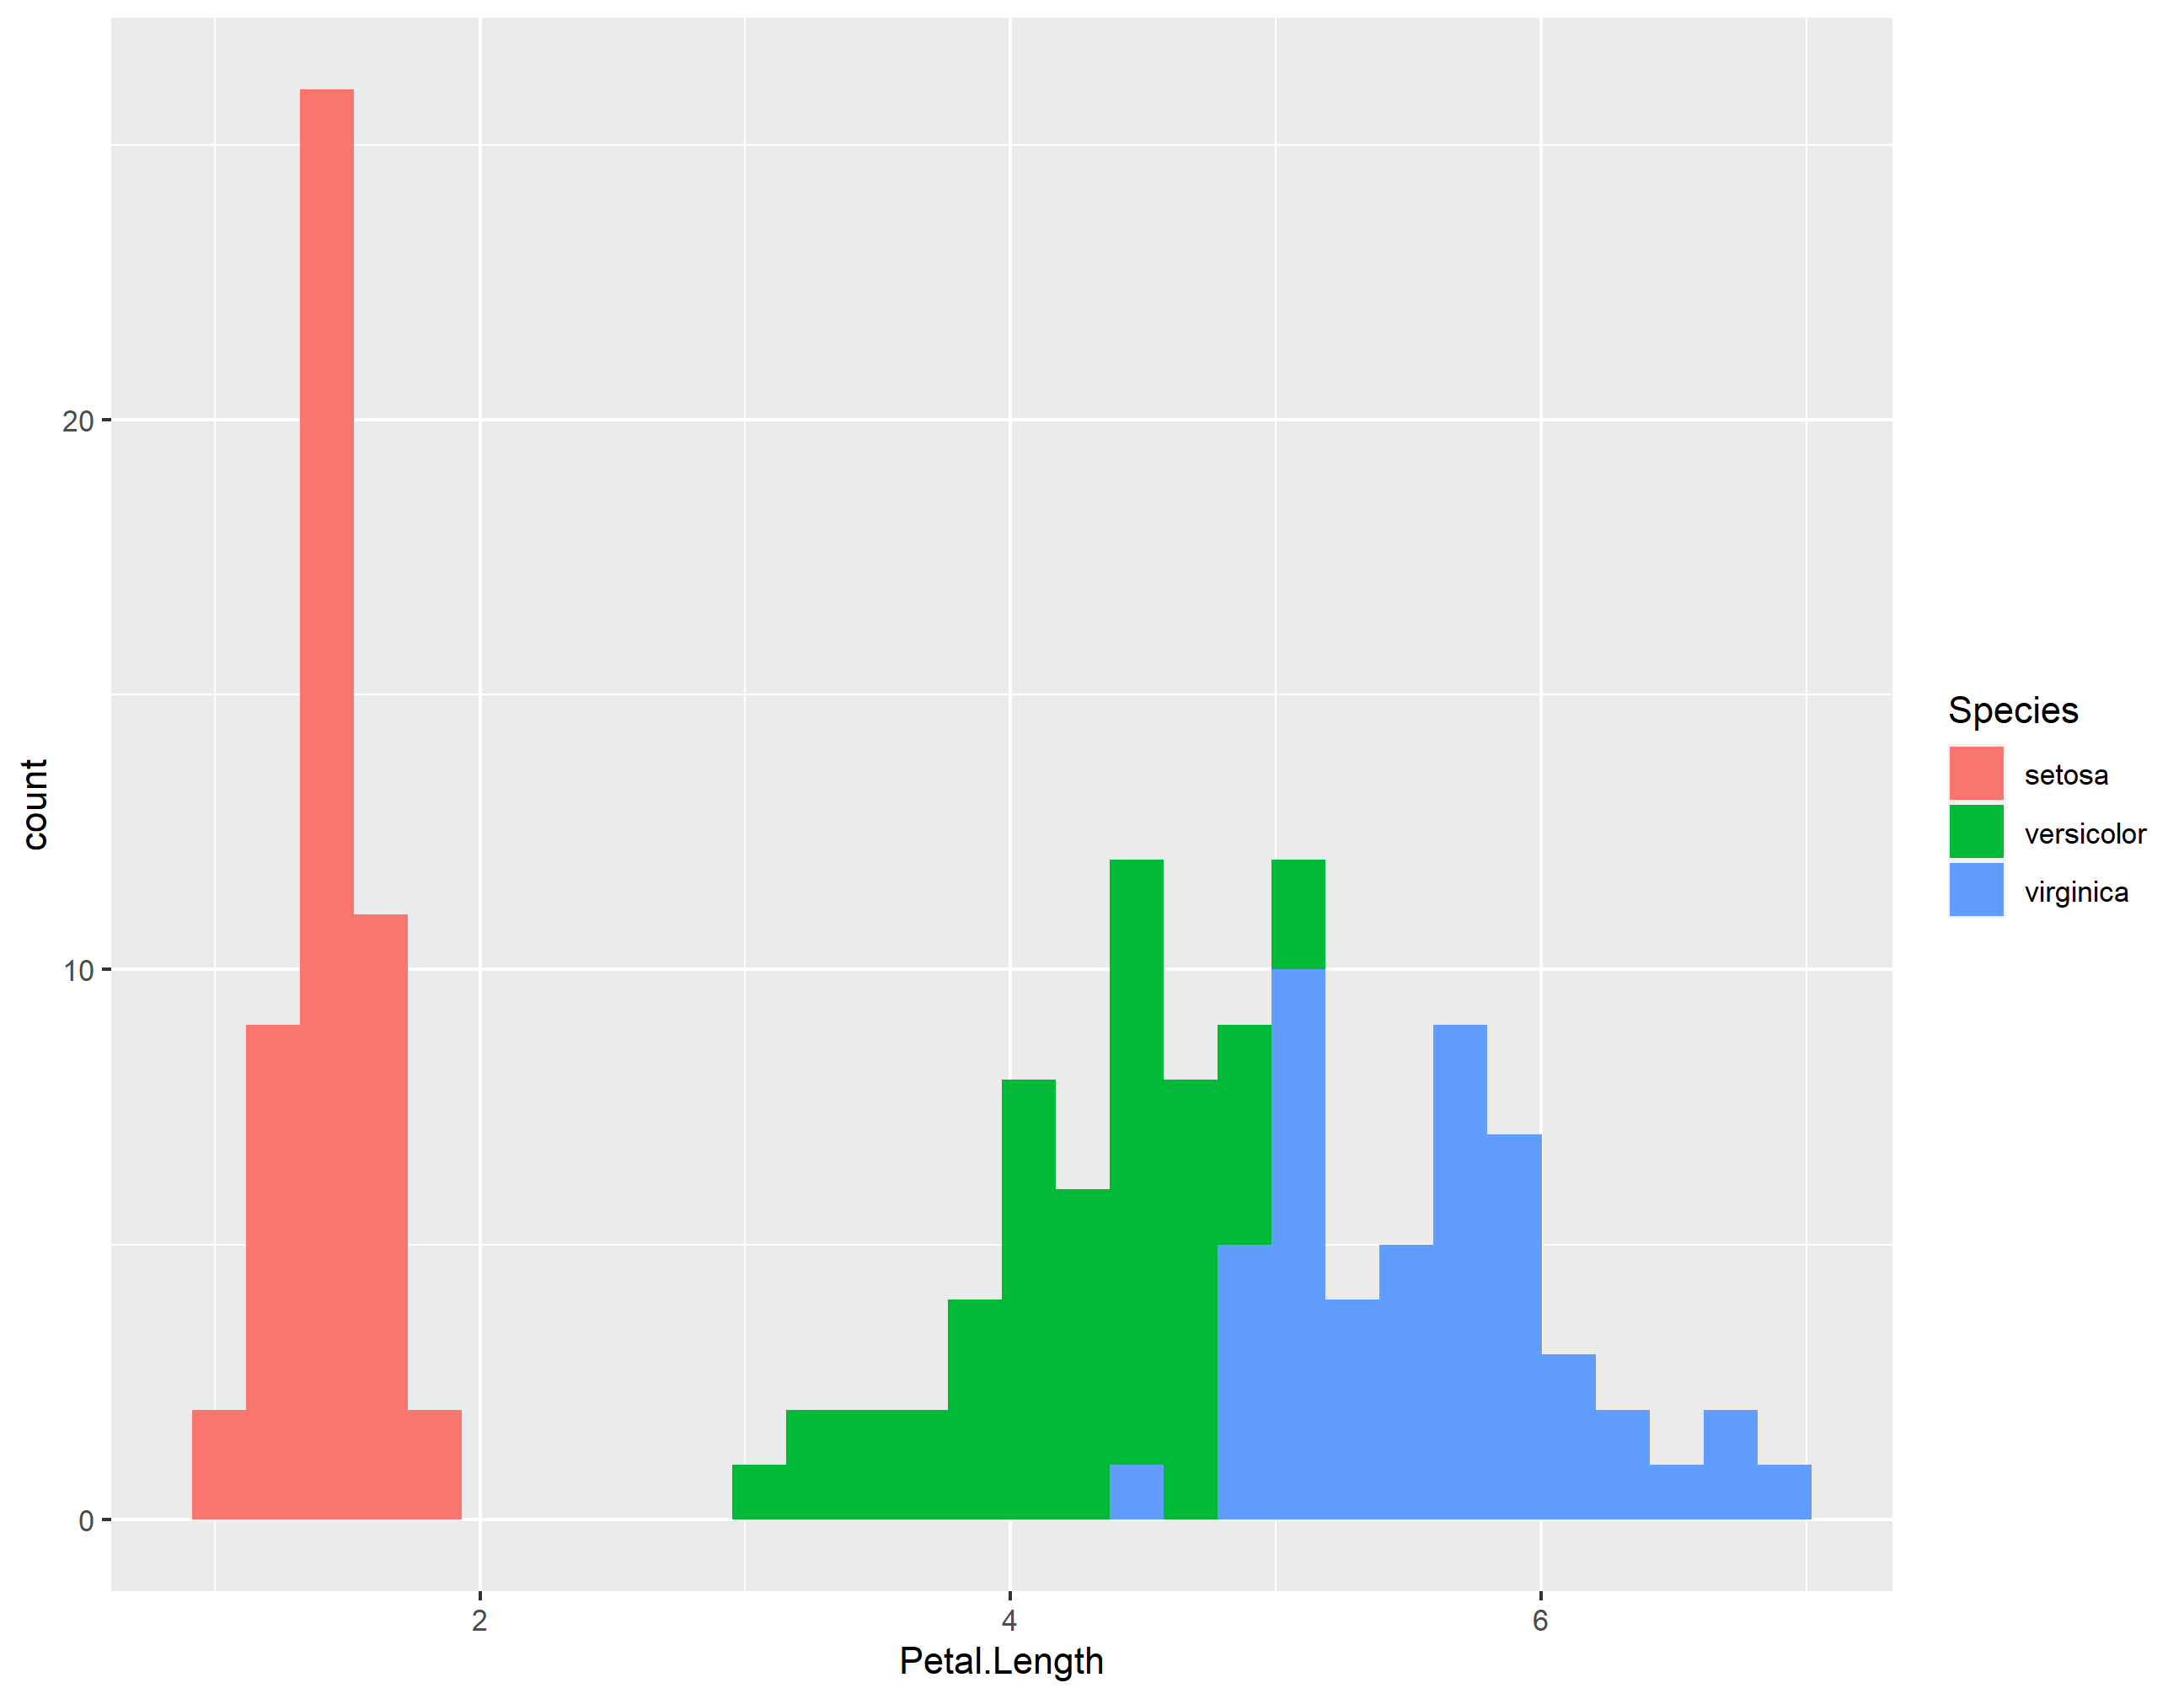 20
10
0
count
2
4
6
Petal.Length
Species
setosa
versicolor
virginica